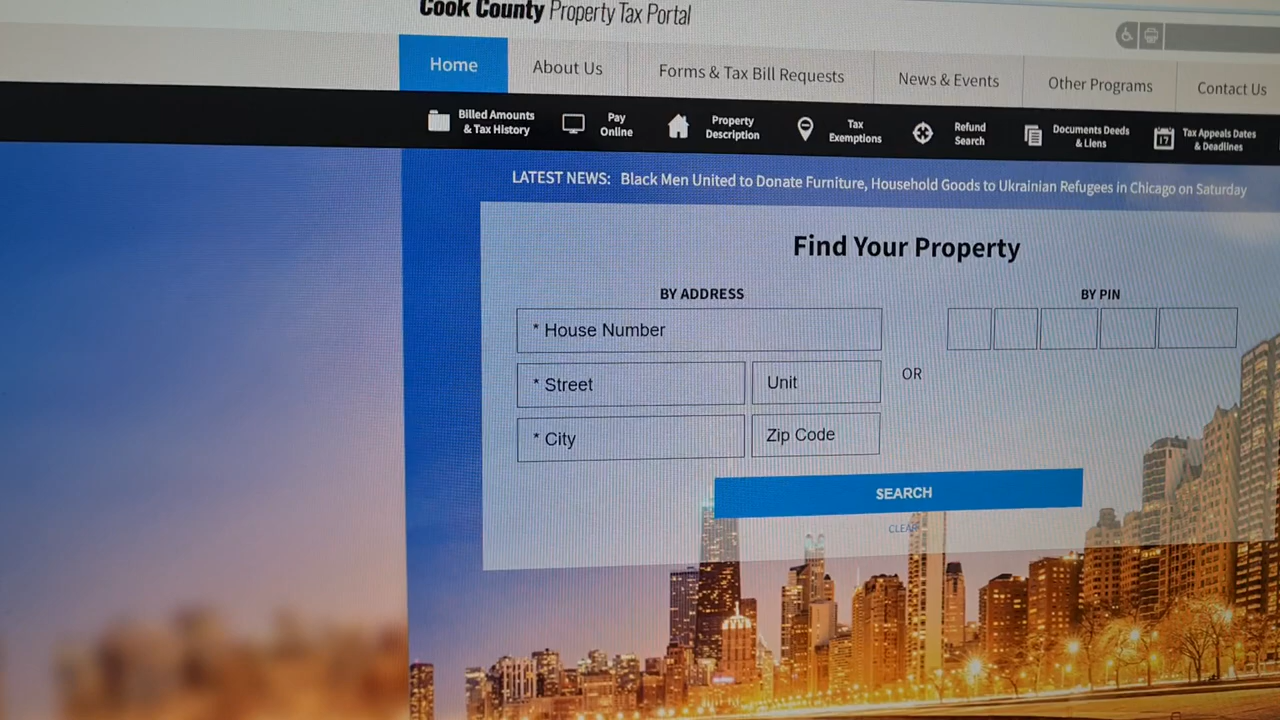 Cook County Property Tax Portal
Home
About Us
Forms & Tax Bill Requests
News & Events
Other Programs
Contact Us
Billed Amounts
& Tax History
Pay
Online
Property
Description
Tax
Exemptions
Refund
Search
Documents Deeds
& Liens
17
Tax Appeals Dates
& Deadlines
LATEST NEWS: Black Men United to Donate Furniture, Household Goods to Ukrainian Refugees in Chicago on Saturday
Find Your Property
BY ADDRESS
* House Number
* Street
Unit
* City
Zip Code
OR
BY PIN
SEARCH
CLEAR